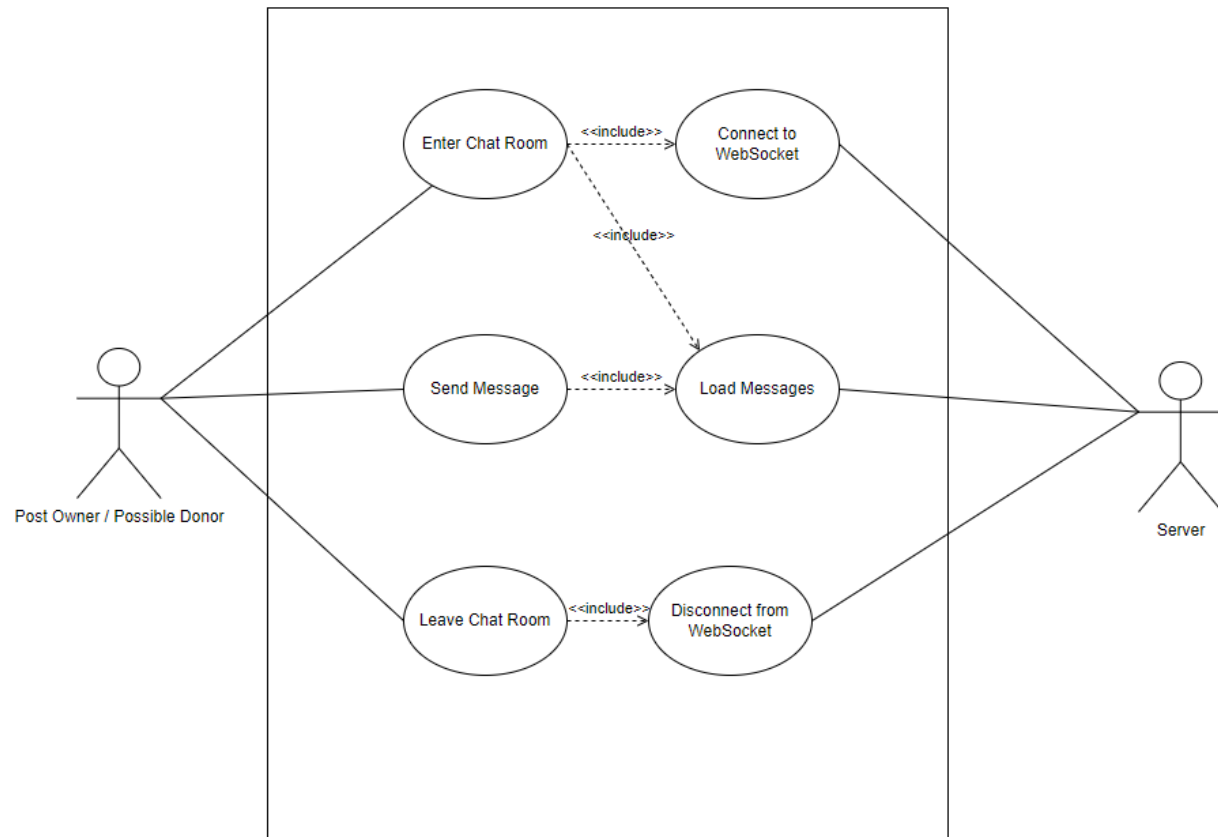 Enter Chat Room
<<include>>
Connect to
WebSocket
<<include>>
Send Message
<<include>>
Load Messages
Post Owner / Possible Donor
Server
Leave Chat Room
<<include>>
Disconnect from
WebSocket